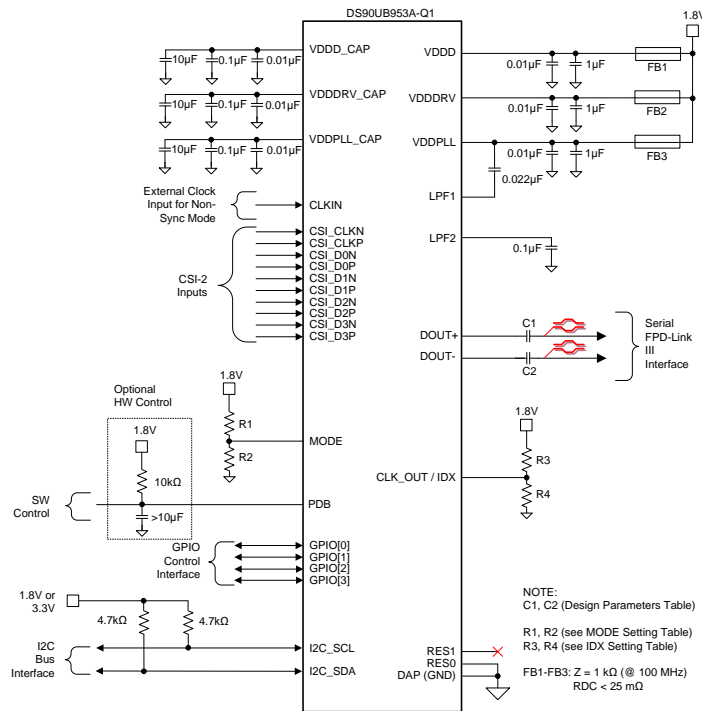 DS90UB953A-Q1
1.8V
VDDD_CAP
10µF
0.1µF
0.01µF
VDDD
0.01µF
1µF
FB1
VDDDRV_CAP
10µF
0.1µF
0.01µF
VDDDRV
0.01µF
1µF
FB2
VDDPLL_CAP
10µF
0.1µF
0.01µF
VDDPLL
0.01µF
1µF
FB3
0.022µF
External Clock
Input for Non-
Sync Mode
CLKIN
LPF1
LPF2
0.1µF
CSI-2
Inputs
CSI_CLKN
CSI_CLKP
CSI_D0N
CSI_D0P
CSI_D1N
CSI_D1P
CSI_D2N
CSI_D2P
CSI_D3N
CSI_D3P
DOUT+
DOUT-
C1
C2
Serial
FPD-Link
III
Interface
Optional
HW Control
1.8V
10kΩ
>10µF
SW
Control
PDB
1.8V
R1
R2
MODE
1.8V
R3
R4
CLK_OUT / IDX
GPIO
Control
Interface
GPIO[0]
GPIO[1]
GPIO[2]
GPIO[3]
1.8V or
3.3V
4.7kΩ
4.7kΩ
I2C
Bus
Interface
I2C_SCL
I2C_SDA
RES1
RES0
DAP (GND)
NOTE:
C1, C2 (Design Parameters Table)
R1, R2 (see MODE Setting Table)
R3, R4 (see IDX Setting Table)
FB1-FB3: Z = 1 kΩ (@ 100 MHz)
RDC < 25 mΩ